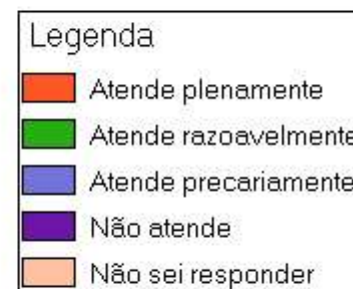 Legenda
Atende plenamente
Atende razoavelmente
Atende precariamente
Não atende
Não sei responder